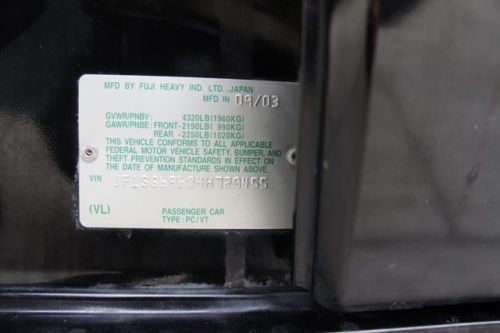 MFD BY FUJI HEAVY IND. LTD., JAPAN
MFD IN 09/03
GVWR/PNBV: 4320LB(1960KG)
GAWR/PNBE: FRONT-2190LB( 990KG)
REAR -2250LB(1020KG)
THIS VEHICLE CONFORMS TO ALL APPLICABLE
FEDERAL MOTOR VEHICLE SAFETY, BUMPER, AND
THEFT PREVENTION STANDARDS IN EFFECT ON
THE DATE OF MANUFACTURE SHOWN ABOVE.
VIN
(VL) PASSENGER CAR
TYPE:PC/VT